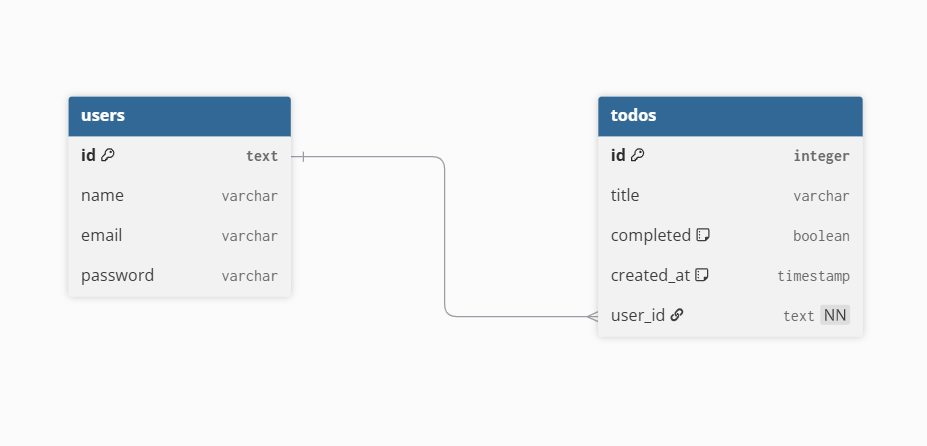 users
id text
name varchar
email varchar
password varchar
todos
id integer
title varchar
completed boolean
created_at timestamp
user_id text NN